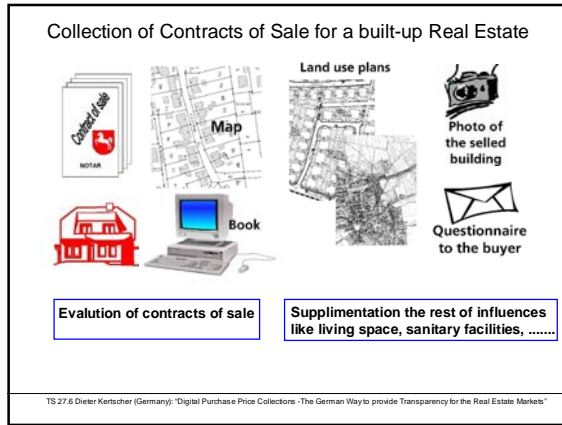 Collection of Contracts of Sale for a built-up Real Estate
Contract of sale
NOTAR
Map
Land use plans
Photo of
the selled
building
Book
Questionnaire
to the buyer
Evalution of contracts of sale
Supplimentation the rest of influences
like living space, sanitary facilities, .......
TS 27.6 Dieter Kertscher (Germany): "Digital Purchase Price Collections -The German Way to provide Transparency for the Real Estate Markets"